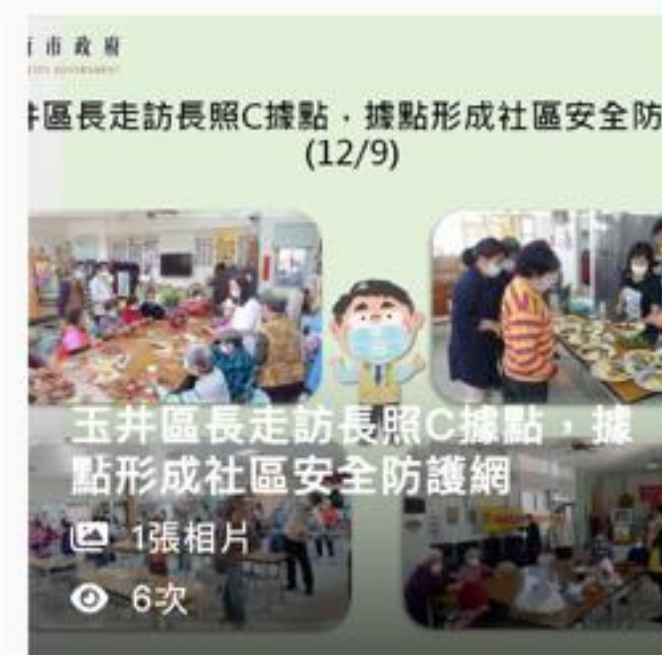 市政府
井區長走訪長照C據點，據點形成社區安全防
(12/9)
玉井區長走訪長照C據點，據
點形成社區安全防護網
1張相片
6次